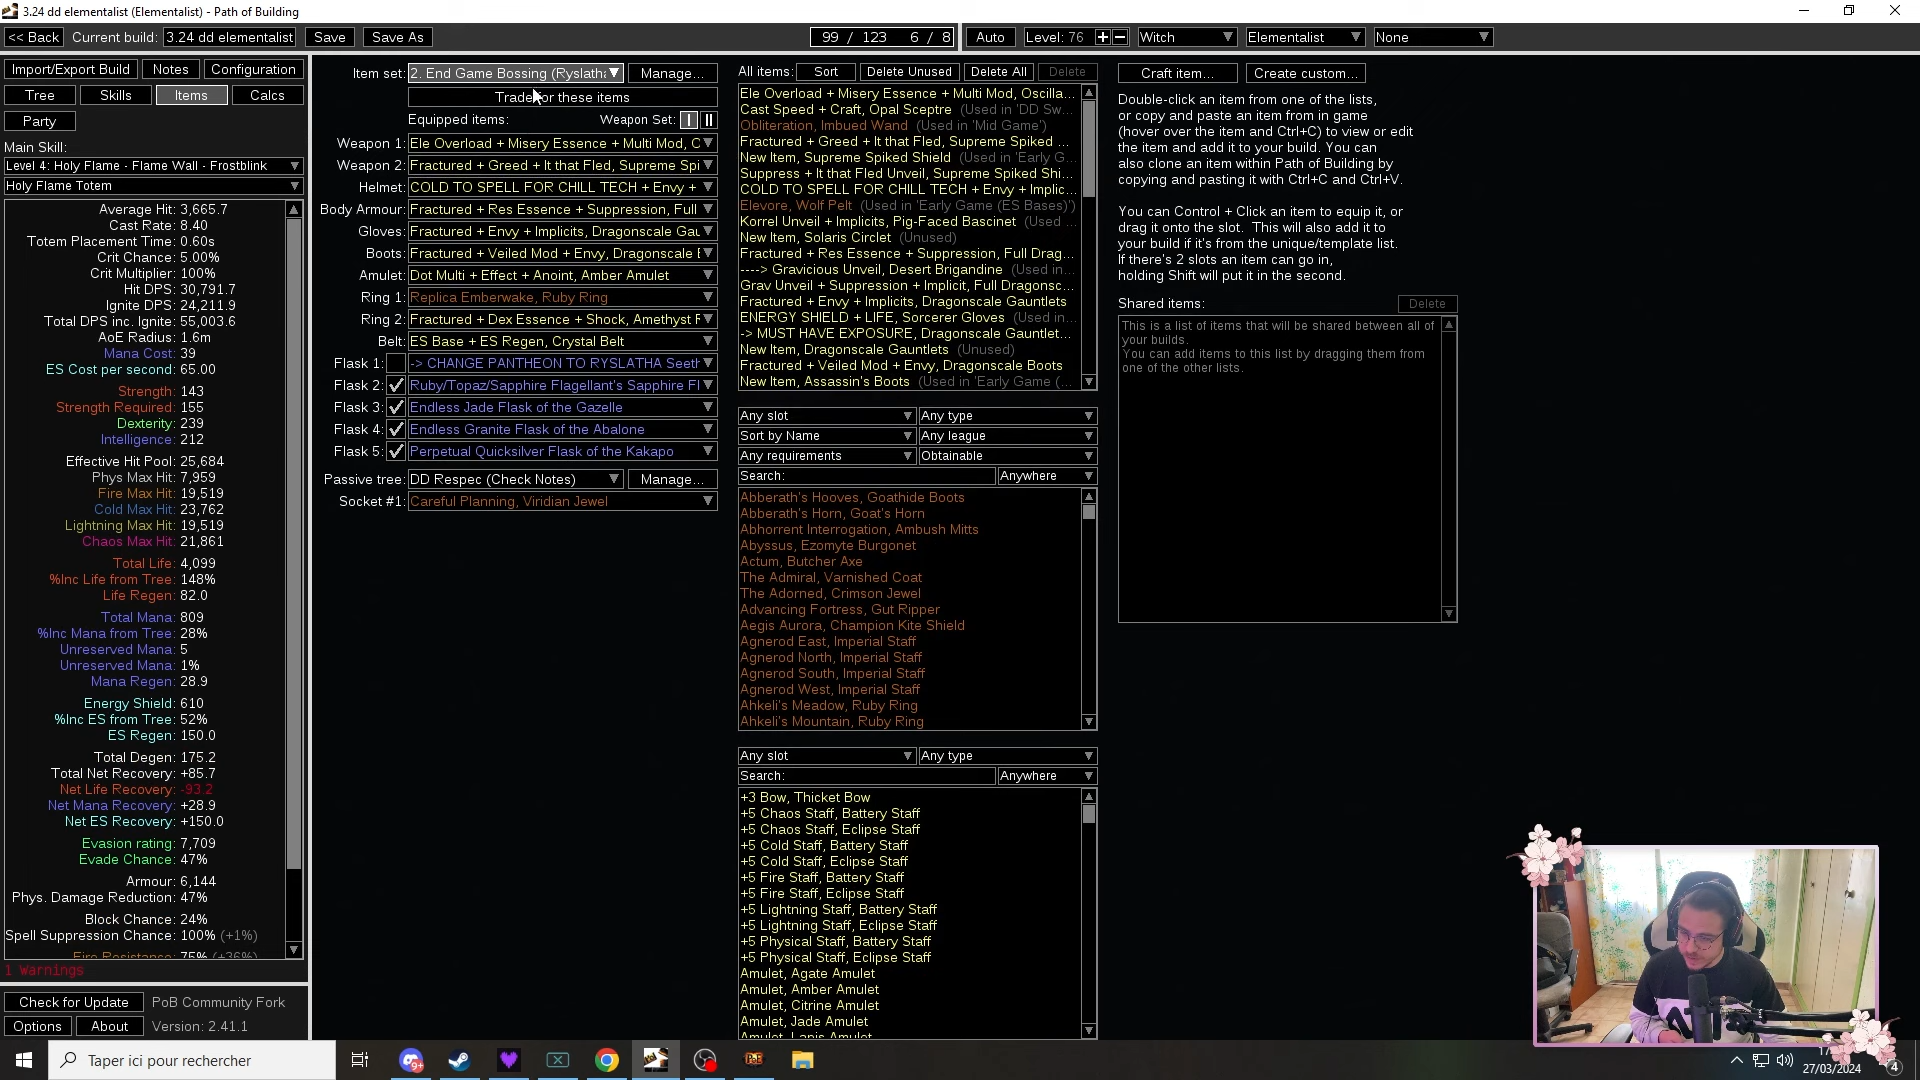 3.24 dd elementalist (Elementalist) - Path of Building
<< Back
Current build: 3.24 dd elementalist
Save
Save As
99 / 123 6 / 8
Auto
Level: 76
Witch
Elementalist
None
Import/Export Build
Notes
Configuration
Tree
Skills
Items
Calcs
Party
Main Skill:
Level 4: Holy Flame - Flame Wall - Frostblink
Holy Flame Totem
Average Hit: 3,665.7
Cast Rate: 8.40
Totem Placement Time: 0.60s
Crit Chance: 5.00%
Crit Multiplier: 100%
Hit DPS: 30,791.7
Ignite DPS: 24,211.9
Total DPS inc. Ignite: 55,003.6
AoE Radius: 1.6m
Mana Cost: 39
ES Cost per second: 65.00
Strength: 143
Strength Required: 155
Dexterity: 239
Intelligence: 212
Effective Hit Pool: 25,684
Phys Max Hit: 7,959
Fire Max Hit: 19,519
Cold Max Hit: 23,762
Lightning Max Hit: 19,519
Chaos Max Hit: 21,861
Total Life: 4,099
%Inc Life from Tree: 148%
Life Regen: 82.0
Total Mana: 809
%Inc Mana from Tree: 28%
Unreserved Mana: 5
Unreserved Mana: 1%
Mana Regen: 28.9
Energy Shield: 610
%Inc ES from Tree: 52%
ES Regen: 150.0
Total Degen: 175.2
Total Net Recovery: +85.7
Net Life Recovery: -93.2
Net Mana Recovery: +28.9
Net ES Recovery: +150.0
Evasion rating: 7,709
Evade Chance: 47%
Armour: 6,144
Phys. Damage Reduction: 47%
Block Chance: 24%
Spell Suppression Chance: 100% (+1%)
Fire Resistance: 75% (+36%)
1 Warnings
Check for Update
PoB Community Fork
Options
About
Version: 2.41.1
Item set: 2. End Game Bossing (Ryslatha
Manage...
Trade for these items
Equipped items:
Weapon Set: I II
Weapon 1: Ele Overload + Misery Essence + Multi Mod, O
Weapon 2: Fractured + Greed + It that Fled, Supreme Spi
Helmet: COLD TO SPELL FOR CHILL TECH + Envy +
Body Armour: Fractured + Res Essence + Suppression, Full
Gloves: Fractured + Envy + Implicits, Dragonscale Gau
Boots: Fractured + Veiled Mod + Envy, Dragonscale B
Amulet: Dot Multi + Effect + Anoint, Amber Amulet
Ring 1: Replica Emberwake, Ruby Ring
Ring 2: Fractured + Dex Essence + Shock, Amethyst R
Belt: ES Base + ES Regen, Crystal Belt
Flask 1: -> CHANGE PANTHEON TO RYSLATHA Seeth
Flask 2: Ruby/Topaz/Sapphire Flagellant's Sapphire Fl
Flask 3: Endless Jade Flask of the Gazelle
Flask 4: Endless Granite Flask of the Abalone
Flask 5: Perpetual Quicksilver Flask of the Kakapo
Passive tree: DD Respec (Check Notes)
Manage...
Socket #1: Careful Planning, Viridian Jewel
All items:
Sort
Delete Unused
Delete All
Delete
Ele Overload + Misery Essence + Multi Mod, Oscilla...
Cast Speed + Craft, Opal Sceptre (Used in 'DD Sw...
Obliteration, Imbued Wand (Used in 'Mid Game')
Fractured + Greed + It that Fled, Supreme Spiked ...
New Item, Supreme Spiked Shield (Used in 'Early G...
Suppress + It that Fled Unveil, Supreme Spiked Shi...
COLD TO SPELL FOR CHILL TECH + Envy + Implic...
Elevore, Wolf Pelt (Used in 'Early Game (ES Bases)')
Korrel Unveil + Implicits, Pig-Faced Bascinet (Used ...
New Item, Solaris Circlet (Unused)
Fractured + Res Essence + Suppression, Full Drag...
----> Gravicious Unveil, Desert Brigandine (Used in...
Grav Unveil + Suppression + Implicit, Full Dragonsc...
Fractured + Envy + Implicits, Dragonscale Gauntlets
ENERGY SHIELD + LIFE, Sorcerer Gloves (Used in...
-> MUST HAVE EXPOSURE, Dragonscale Gauntlet...
New Item, Dragonscale Gauntlets (Unused)
Fractured + Veiled Mod + Envy, Dragonscale Boots
New Item, Assassin's Boots (Used in 'Early Game (...
Any slot
Any type
Sort by Name
Any league
Any requirements
Obtainable
Search:
Anywhere
Abberath's Hooves, Goathide Boots
Abberath's Horn, Goat's Horn
Abhorrent Interrogation, Ambush Mitts
Abyssus, Ezomyte Burgonet
Actum, Butcher Axe
The Admiral, Varnished Coat
The Adorned, Crimson Jewel
Advancing Fortress, Gut Ripper
Aegis Aurora, Champion Kite Shield
Agnerod East, Imperial Staff
Agnerod North, Imperial Staff
Agnerod South, Imperial Staff
Agnerod West, Imperial Staff
Ahkeli's Meadow, Ruby Ring
Ahkeli's Mountain, Ruby Ring
Any slot
Any type
Search:
Anywhere
+3 Bow, Thicket Bow
+5 Chaos Staff, Battery Staff
+5 Chaos Staff, Eclipse Staff
+5 Cold Staff, Battery Staff
+5 Cold Staff, Eclipse Staff
+5 Fire Staff, Battery Staff
+5 Fire Staff, Eclipse Staff
+5 Lightning Staff, Battery Staff
+5 Lightning Staff, Eclipse Staff
+5 Physical Staff, Battery Staff
+5 Physical Staff, Eclipse Staff
Amulet, Agate Amulet
Amulet, Amber Amulet
Amulet, Citrine Amulet
Amulet, Jade Amulet
Amulet, Lapis Amulet
Craft item...
Create custom...
Double-click an item from one of the lists,
or copy and paste an item from in game
(hover over the item and Ctrl+C) to view or edit
the item and add it to your build. You can
also clone an item within Path of Building by
copying and pasting it with Ctrl+C and Ctrl+V.
You can Control + Click an item to equip it, or
drag it onto the slot. This will also add it to
your build if it's from the unique/template list.
If there's 2 slots an item can go in,
holding Shift will put it in the second.
Shared items:
Delete
This is a list of items that will be shared between all of
your builds.
You can add items to this list by dragging them from
one of the other lists.
Taper ici pour rechercher
9+
PoE
27/03/2024
4